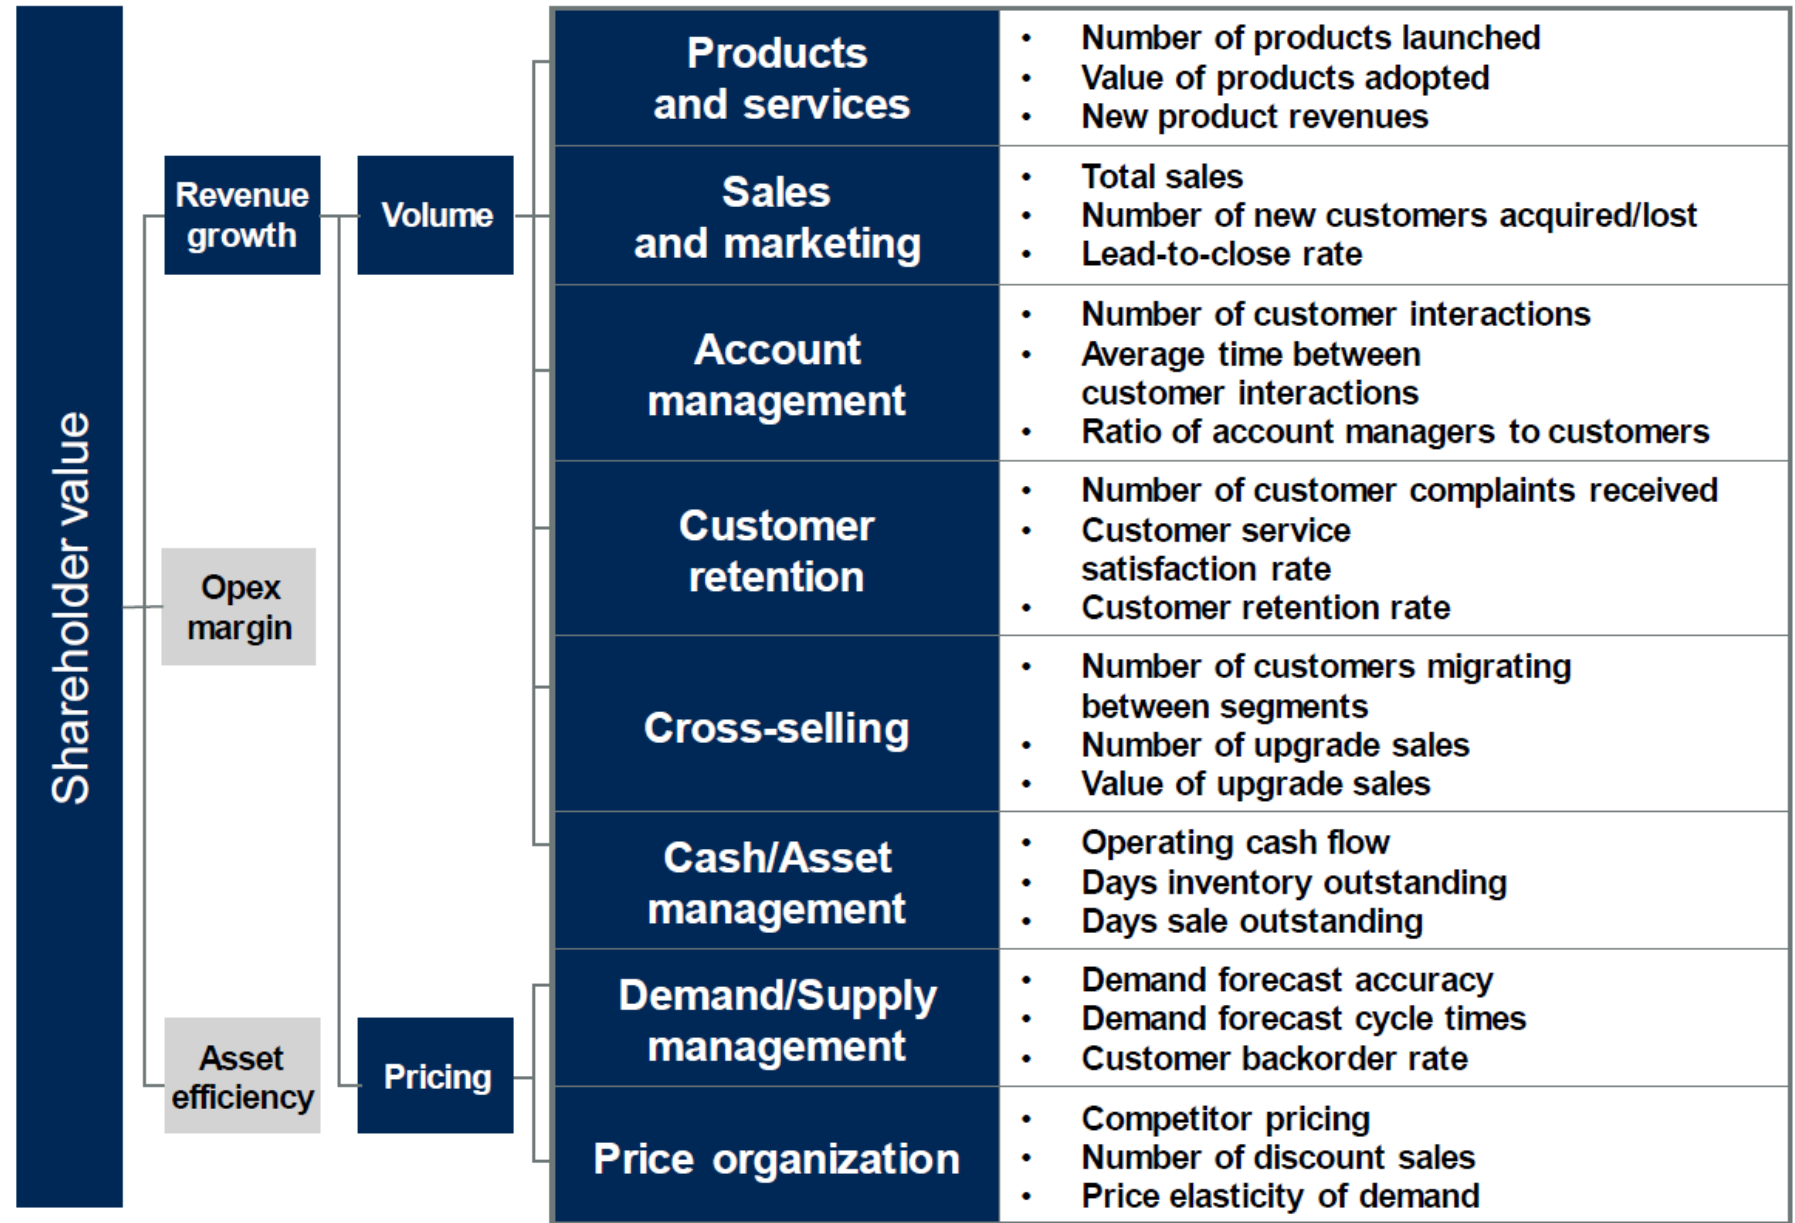 Shareholder value
Revenue
growth
Opex
margin
Asset
efficiency
Volume
Pricing
Products
and services
• Number of products launched
• Value of products adopted
• New product revenues
Sales
and marketing
• Total sales
• Number of new customers acquired/lost
• Lead-to-close rate
Account
management
• Number of customer interactions
• Average time between
customer interactions
• Ratio of account managers to customers
Customer
retention
• Number of customer complaints received
• Customer service
satisfaction rate
• Customer retention rate
Cross-selling
• Number of customers migrating
between segments
• Number of upgrade sales
• Value of upgrade sales
Cash/Asset
management
• Operating cash flow
• Days inventory outstanding
• Days sale outstanding
Demand/Supply
management
• Demand forecast accuracy
• Demand forecast cycle times
• Customer backorder rate
Price organization
• Competitor pricing
• Number of discount sales
• Price elasticity of demand